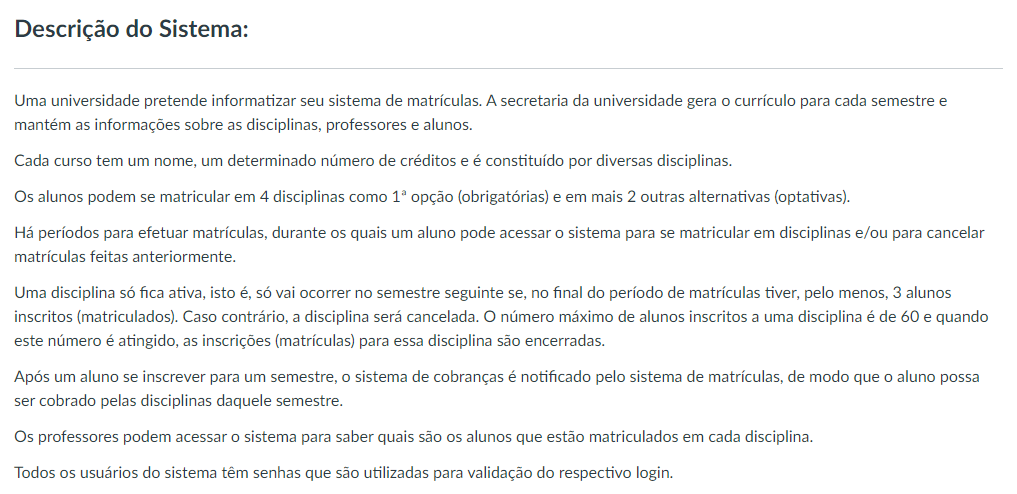 Descrição do Sistema:
Uma universidade pretende informatizar seu sistema de matrículas. A secretaria da universidade gera o currículo para cada semestre e
mantém as informações sobre as disciplinas, professores e alunos.
Cada curso tem um nome, um determinado número de créditos e é constituído por diversas disciplinas.
Os alunos podem se matricular em 4 disciplinas como 1ª opção (obrigatórias) e em mais 2 outras alternativas (optativas).
Há períodos para efetuar matrículas, durante os quais um aluno pode acessar o sistema para se matricular em disciplinas e/ou para cancelar
matrículas feitas anteriormente.
Uma disciplina só fica ativa, isto é, só vai ocorrer no semestre seguinte se, no final do período de matrículas tiver, pelo menos, 3 alunos
inscritos (matriculados). Caso contrário, a disciplina será cancelada. O número máximo de alunos inscritos a uma disciplina é de 60 e quando
este número é atingido, as inscrições (matrículas) para essa disciplina são encerradas.
Após um aluno se inscrever para um semestre, o sistema de cobranças é notificado pelo sistema de matrículas, de modo que o aluno possa
ser cobrado pelas disciplinas daquele semestre.
Os professores podem acessar o sistema para saber quais são os alunos que estão matriculados em cada disciplina.
Todos os usuários do sistema têm senhas que são utilizadas para validação do respectivo login.